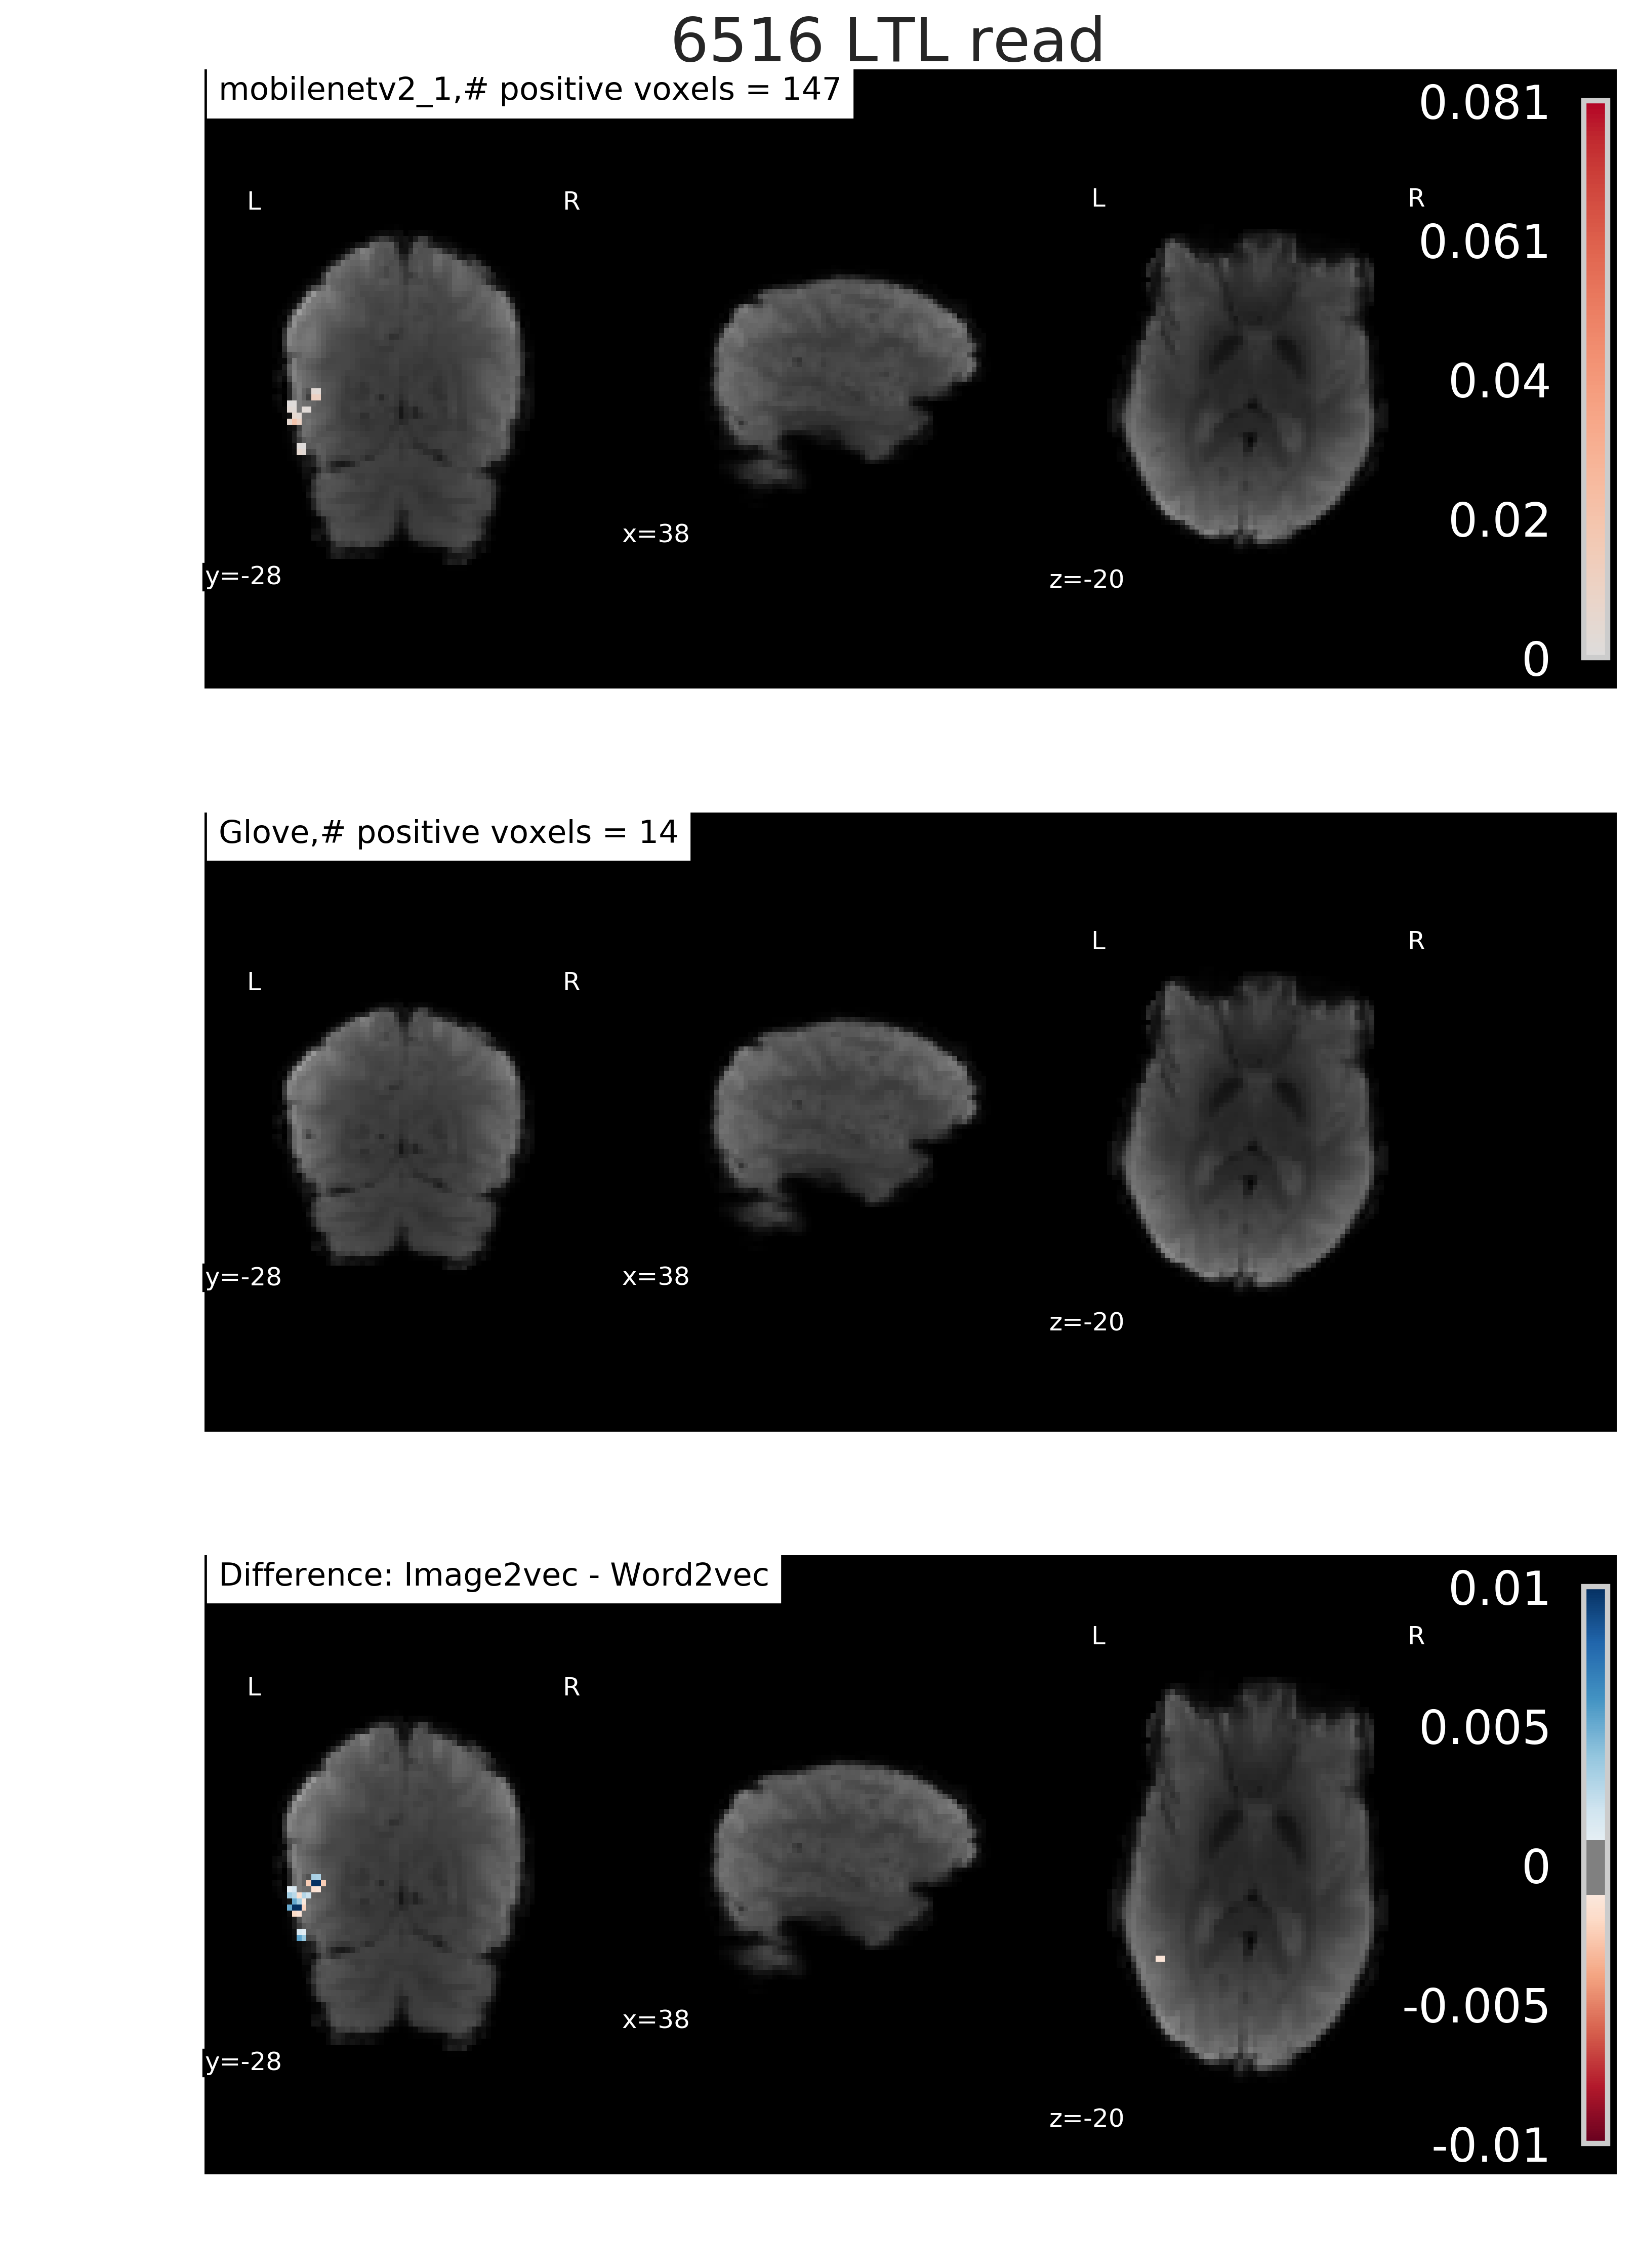 6516 LTL read
mobilenetv2_1,# positive voxels = 147
0.081
L R L R
0.061
0.04
0.02
x=38
y=-28
z=-20
0
Glove,# positive voxels = 14
L R
L R
y=-28
x=38
z=-20
Difference: Image2vec - Word2vec
0.01
L R
L R
0.005
0
-0.005
x=38
y=-28
z=-20
-0.01